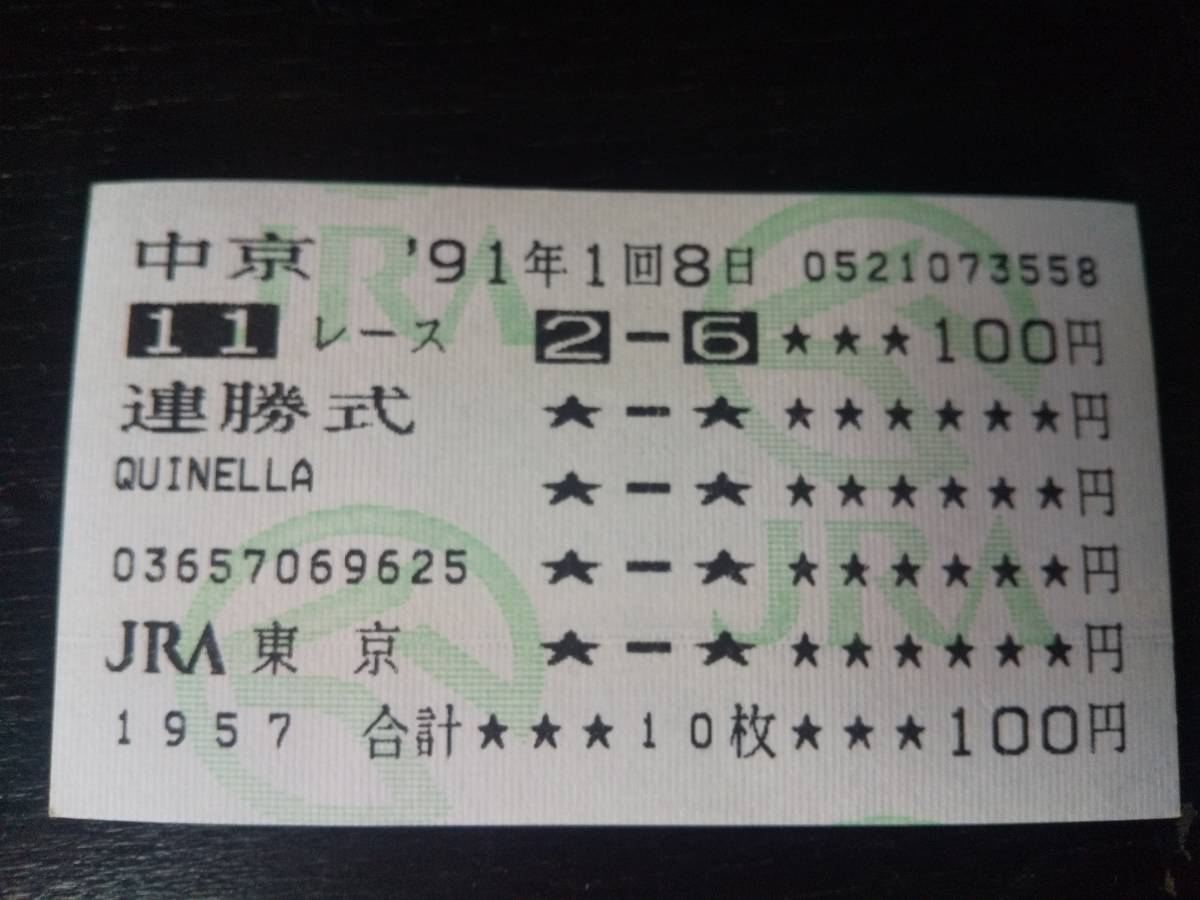 中京 '91年1回8日 0521073558
11レース 2-6★★★100円
連勝式 ★-★★★★★★★円
QUINELLA ★-★★★★★★★円
03657069625 ★-★★★★★★★円
JRA 東京 ★-★★★★★★★円
1957 合計★★★10枚★★★100円